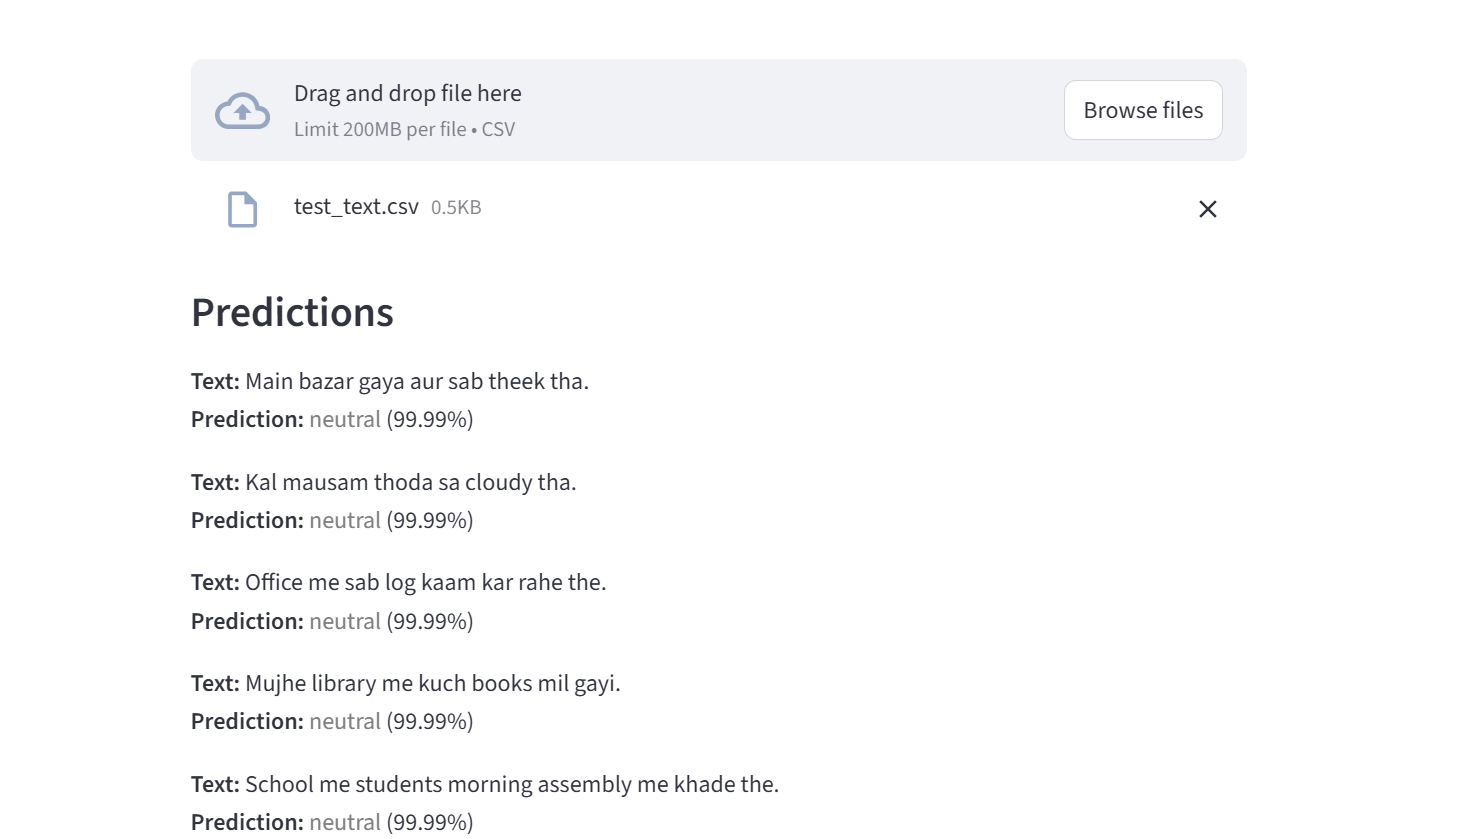 Drag and drop file here
Limit 200MB per file • CSV
Browse files
test_text.csv 0.5KB
Predictions
Text: Main bazar gaya aur sab theek tha.
Prediction: neutral (99.99%)
Text: Kal mausam thoda sa cloudy tha.
Prediction: neutral (99.99%)
Text: Office me sab log kaam kar rahe the.
Prediction: neutral (99.99%)
Text: Mujhe library me kuch books mil gayi.
Prediction: neutral (99.99%)
Text: School me students morning assembly me khade the.
Prediction: neutral (99.99%)